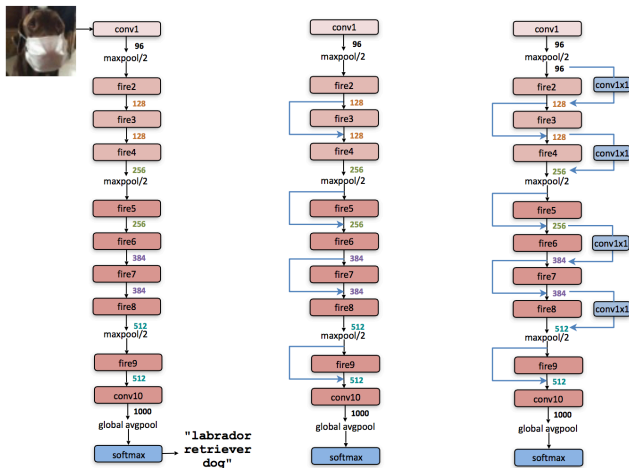 conv1
96
maxpool/2
fire2
128
fire3
128
fire4
256
maxpool/2
fire5
256
fire6
384
fire7
384
fire8
512
maxpool/2
fire9
512
conv10
1000
global avgpool
softmax
"labrador
retriever
dog"
conv1
96
maxpool/2
fire2
128
fire3
128
fire4
256
maxpool/2
fire5
256
fire6
384
fire7
384
fire8
512
maxpool/2
fire9
512
conv10
1000
global avgpool
softmax
conv1
96
maxpool/2
96
fire2
conv1x1
128
fire3
128
fire4
conv1x1
256
maxpool/2
fire5
256
fire6
conv1x1
384
fire7
384
fire8
conv1x1
512
maxpool/2
fire9
512
conv10
1000
global avgpool
softmax